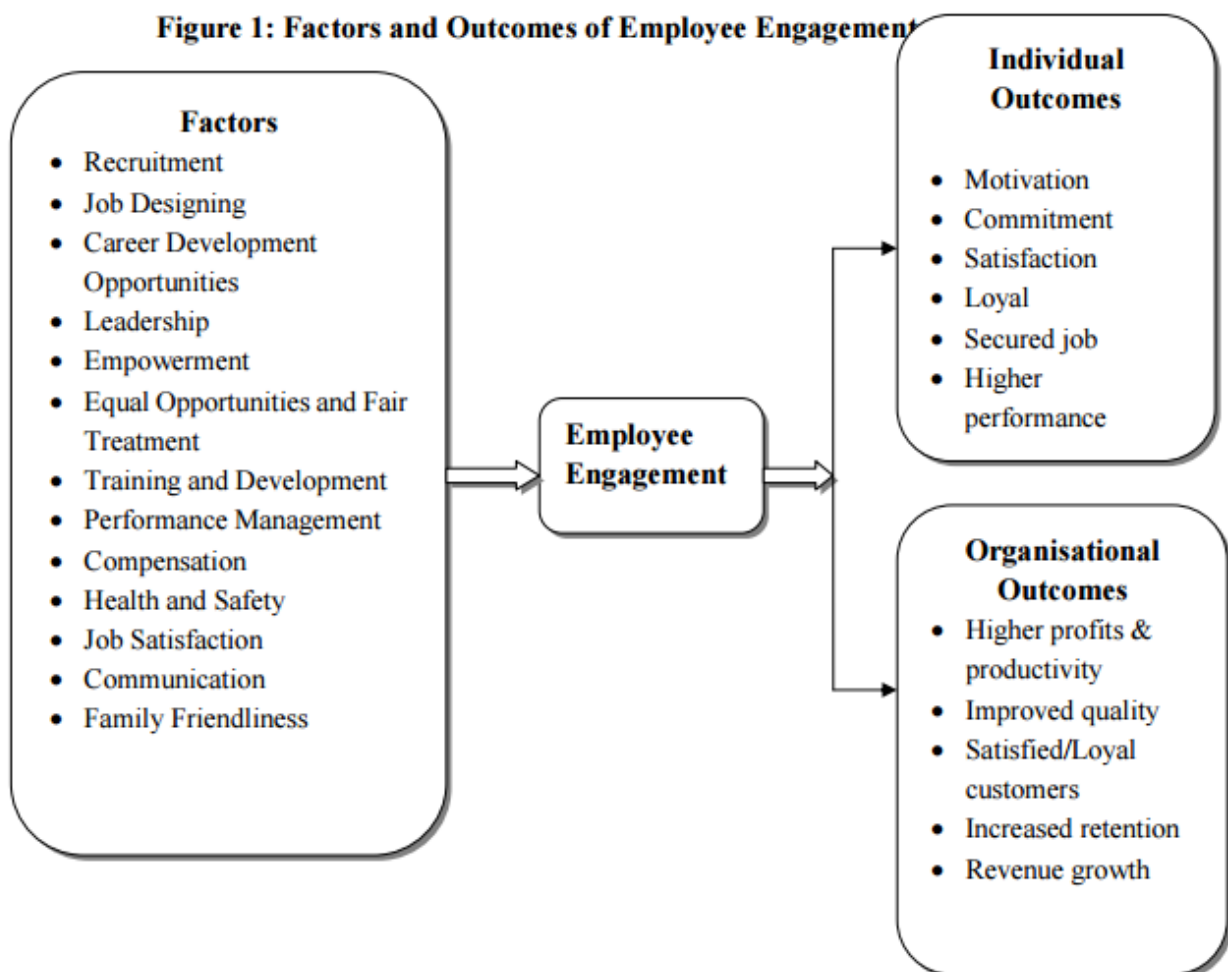 Figure 1: Factors and Outcomes of Employee Engagement
Factors
• Recruitment
• Job Designing
• Career Development
Opportunities
• Leadership
• Empowerment
• Equal Opportunities and Fair
Treatment
• Training and Development
• Performance Management
• Compensation
• Health and Safety
• Job Satisfaction
• Communication
• Family Friendliness
Employee
Engagement
Individual
Outcomes
• Motivation
• Commitment
• Satisfaction
• Loyal
• Secured job
• Higher
performance
Organisational
Outcomes
• Higher profits &
productivity
• Improved quality
• Satisfied/Loyal
customers
• Increased retention
• Revenue growth